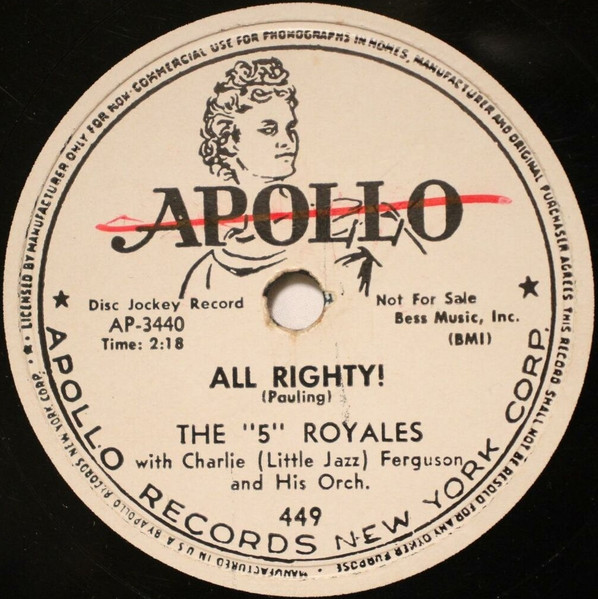 LICENSED BY MANUFACTURER ONLY FOR NON-COMMERCIAL USE FOR PHONOGRAPHS IN HOMES, MANUFACTURER AND ORIGINAL PURCHASER AGREES THIS RECORD SHALL NOT BE RESOLD FOR ANY OTHER PURPOSE
APOLLO
Disc Jockey Record
AP-3440
Time: 2:18
Not For Sale
Bess Music, Inc.
(BMI)
ALL RIGHTY!
(Pauling)
THE "5" ROYALES
with Charlie (Little Jazz) Ferguson
and His Orch.
449
APOLLO RECORDS NEW YORK CORP.
MANUFACTURED IN U.S.A. BY APOLLO RECORDS NEW YORK CORP.